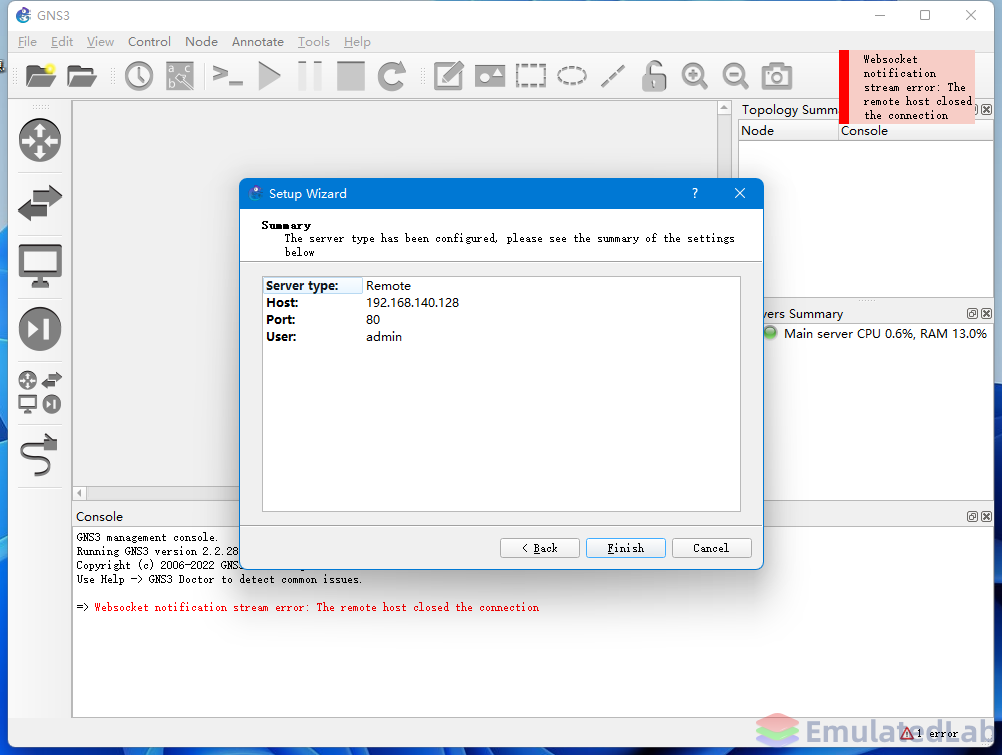 GNS3
File Edit View Control Node Annotate Tools Help
Websocket
notification
stream error: The
remote host closed
the connection
Topology Summ
Node Console
Setup Wizard
Summary
The server type has been configured, please see the summary of the settings
below
Server type: Remote
Host: 192.168.140.128
Port: 80
User: admin
< Back Finish Cancel
vers Summary
Main server CPU 0.6%, RAM 13.0%
Console
GNS3 management console.
Running GNS3 version 2.2.28
Copyright (c) 2006-2022 GNS
Use Help -> GNS3 Doctor to detect common issues.
=> Websocket notification stream error: The remote host closed the connection
EmulatedLab
1 error